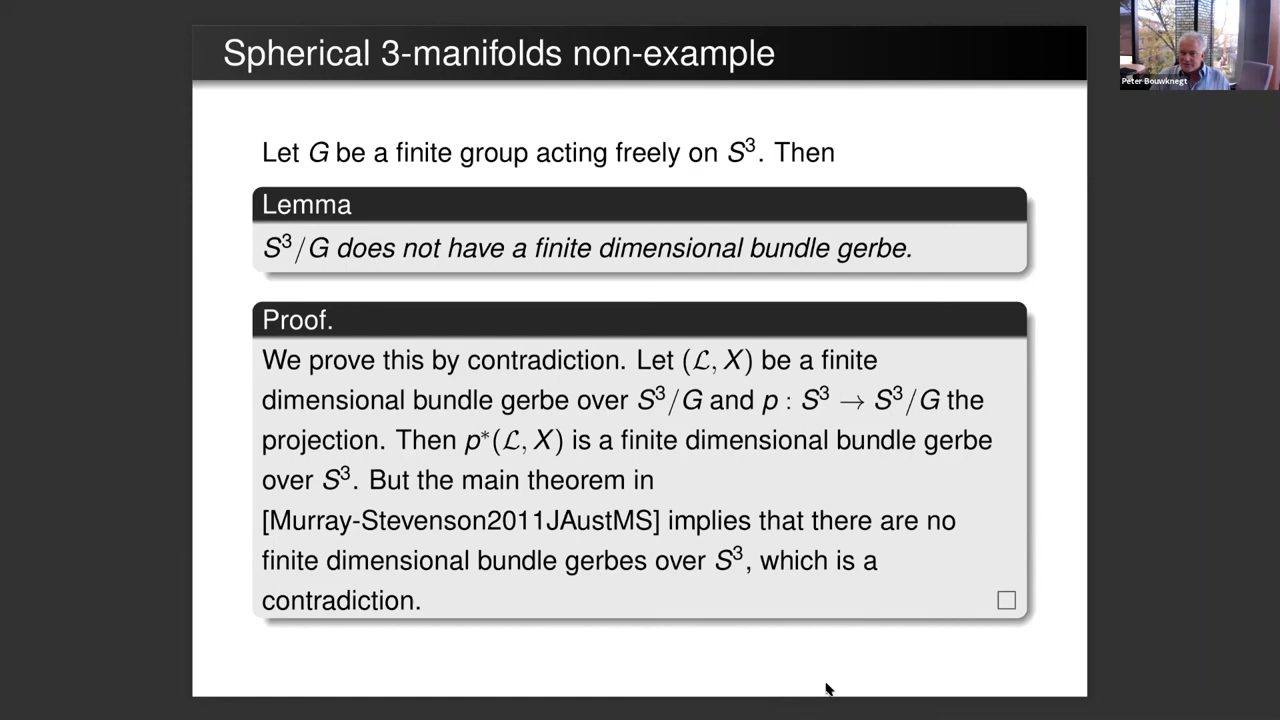 Spherical 3-manifolds non-example
Peter Bouwknegt
Let G be a finite group acting freely on S³. Then
Lemma
S³/G does not have a finite dimensional bundle gerbe.
Proof.
We prove this by contradiction. Let (ℒ, X) be a finite
dimensional bundle gerbe over S³/G and p : S³ → S³/G the
projection. Then p*(ℒ, X) is a finite dimensional bundle gerbe
over S³. But the main theorem in
[Murray-Stevenson2011JAustMS] implies that there are no
finite dimensional bundle gerbes over S³, which is a
contradiction. □